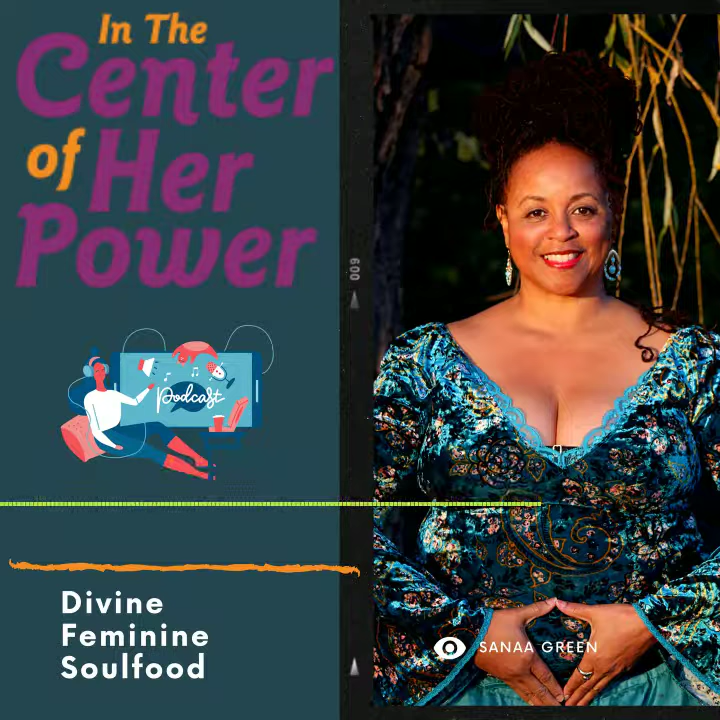 In The
Center
of Her
Power
podcast
009
Divine
Feminine
Soulfood
SANAA GREEN